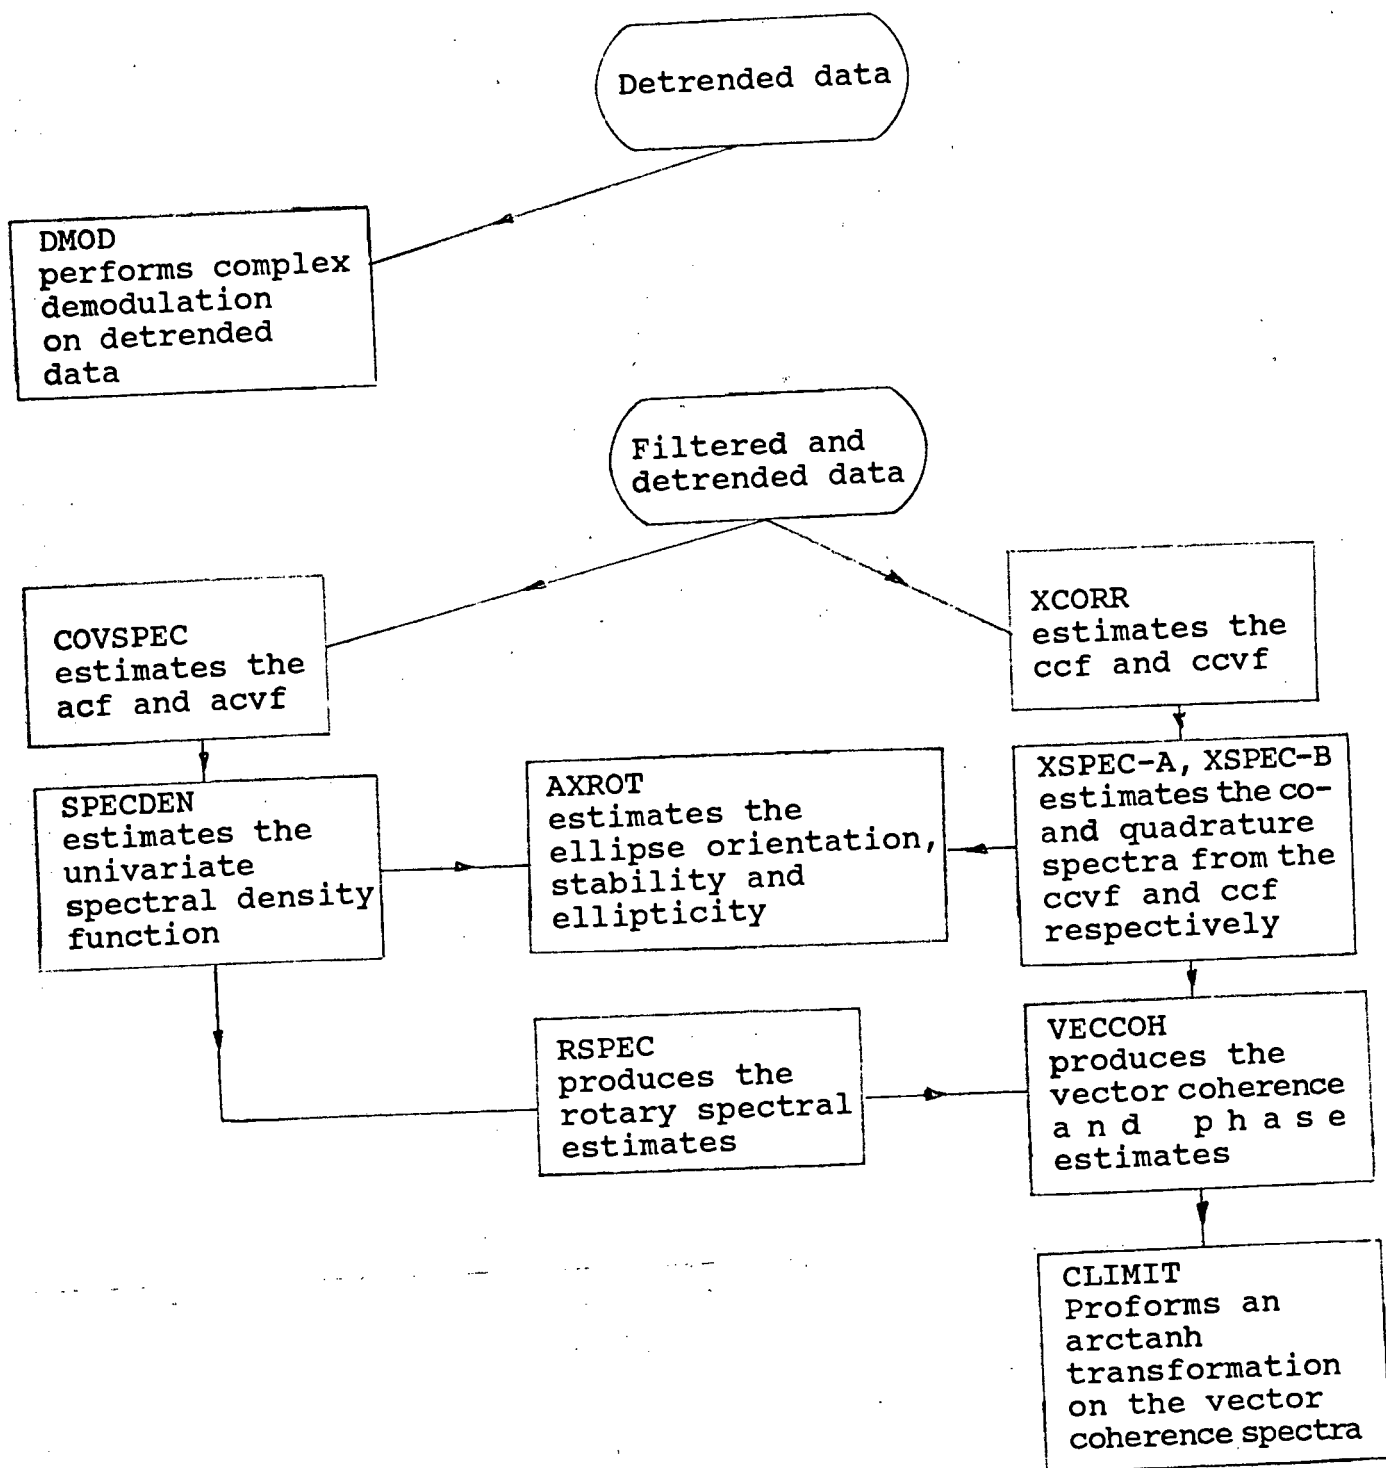 Detrended data
DMOD
performs complex
demodulation
on detrended
data
Filtered and
detrended data
COVSPEC
estimates the
acf and acvf
XCORR
estimates the
ccf and ccvf
SPECDEN
estimates the
univariate
spectral density
function
AXROT
estimates the
ellipse orientation,
stability and
ellipticity
XSPEC-A, XSPEC-B
estimates the co-
and quadrature
spectra from the
ccvf and ccf
respectively
RSPEC
produces the
rotary spectral
estimates
VECCOH
produces the
vector coherence
and phase
estimates
CLIMIT
Proforms an
arctanh
transformation
on the vector
coherence spectra